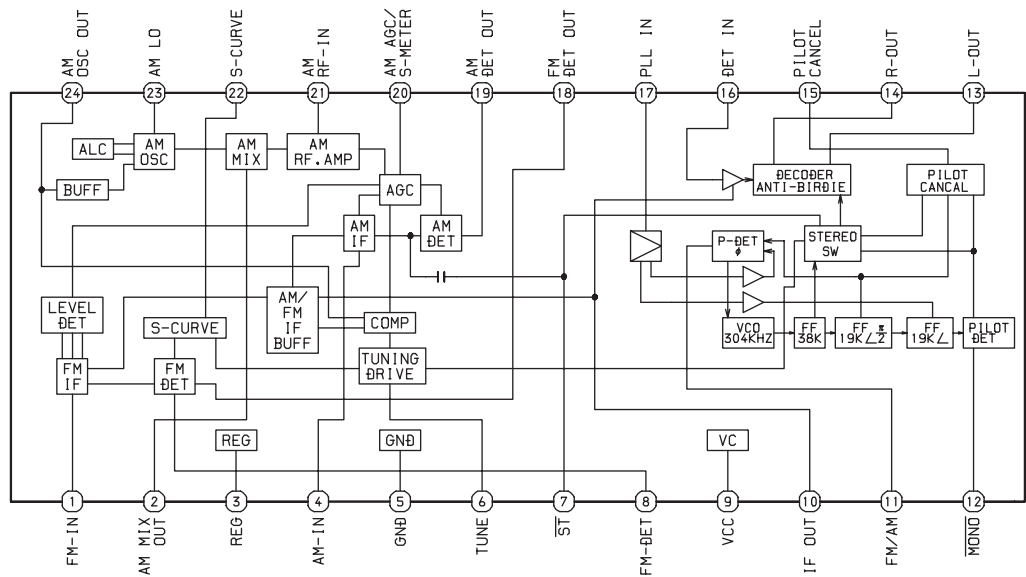 AM
OSC OUT
AM LO
S-CURVE
AM
RF-IN
AM AGC/
S-METER
AM
DET OUT
FM
DET OUT
PLL IN
DET IN
PILOT
CANCEL
R-OUT
L-OUT
24
23
22
21
20
19
18
17
16
15
14
13
ALC
AM
OSC
AM
MIX
AM
RF.AMP
BUFF
AGC
DECODER
ANTI-BIRDIE
PILOT
CANCAL
AM
IF
AM
DET
P-DET
φ
STEREO
SW
LEVEL
DET
S-CURVE
AM/
FM
IF
BUFF
COMP
VCO
304KHZ
FF
38K
FF
19K∠π/2
FF
19K∠
PILOT
DET
FM
IF
FM
DET
TUNING
DRIVE
REG
GND
VC
1
2
3
4
5
6
7
8
9
10
11
12
FM-IN
AM MIX
OUT
REG
AM-IN
GND
TUNE
ST
FM-DET
VCC
IF OUT
FM/AM
MONO